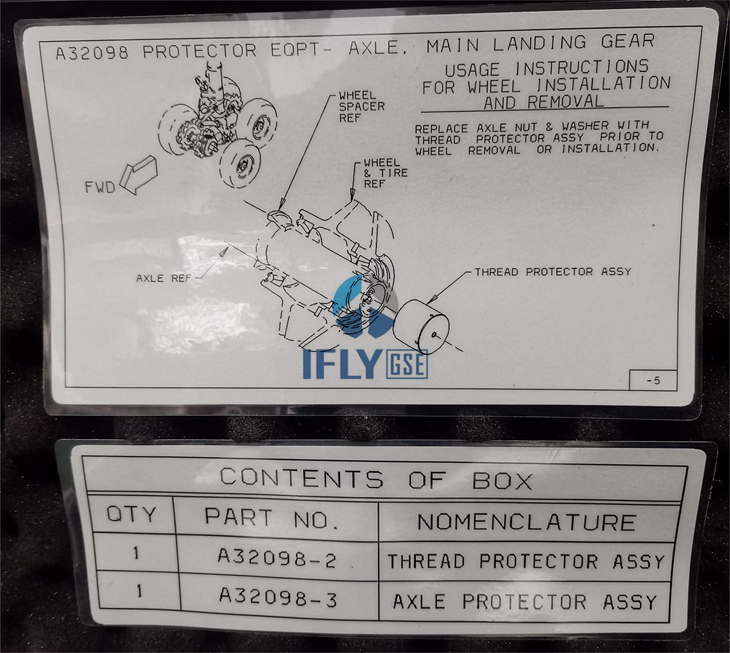 A32098 PROTECTOR EQPT- AXLE, MAIN LANDING GEAR
USAGE INSTRUCTIONS
FOR WHEEL INSTALLATION
AND REMOVAL
REPLACE AXLE NUT & WASHER WITH
THREAD PROTECTOR ASSY PRIOR TO
WHEEL REMOVAL OR INSTALLATION.
WHEEL
SPACER
REF
WHEEL
& TIRE
REF
FWD
AXLE REF
THREAD PROTECTOR ASSY
IFLY GSE
-5
CONTENTS OF BOX
QTY PART NO. NOMENCLATURE
1 A32098-2 THREAD PROTECTOR ASSY
1 A32098-3 AXLE PROTECTOR ASSY